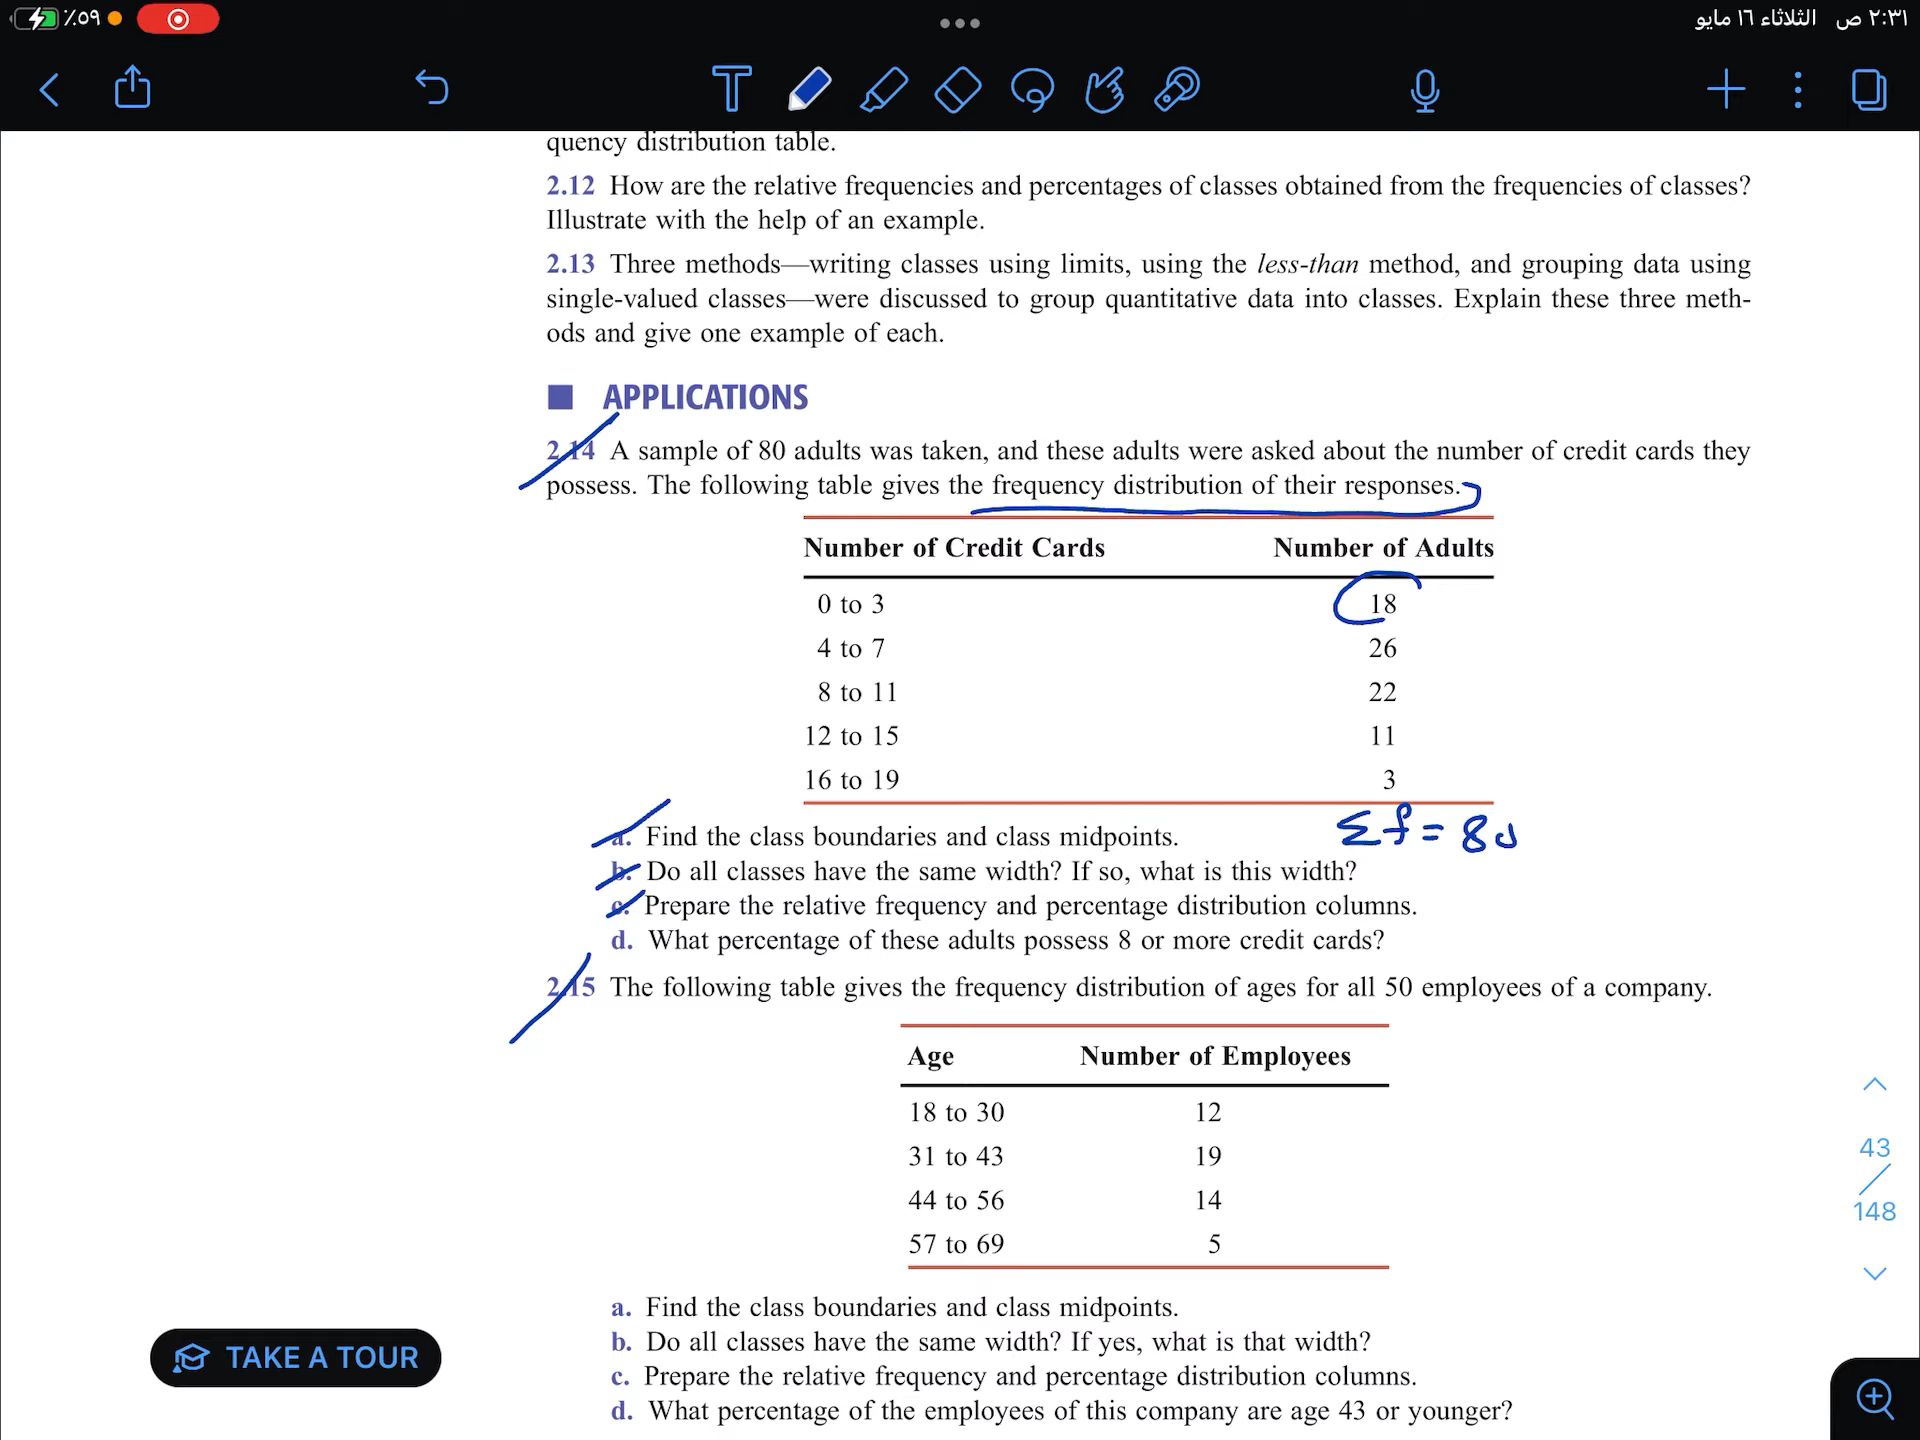 ٪٥٩
٢:٣١ ص الثلاثاء ١٦ مايو
quency distribution table.
2.12 How are the relative frequencies and percentages of classes obtained from the frequencies of classes?
Illustrate with the help of an example.
2.13 Three methods—writing classes using limits, using the less-than method, and grouping data using
single-valued classes—were discussed to group quantitative data into classes. Explain these three meth-
ods and give one example of each.
APPLICATIONS
2.14 A sample of 80 adults was taken, and these adults were asked about the number of credit cards they
possess. The following table gives the frequency distribution of their responses.
Number of Credit Cards Number of Adults
0 to 3 18
4 to 7 26
8 to 11 22
12 to 15 11
16 to 19 3
Σf = 80
a. Find the class boundaries and class midpoints.
b. Do all classes have the same width? If so, what is this width?
c. Prepare the relative frequency and percentage distribution columns.
d. What percentage of these adults possess 8 or more credit cards?
2.15 The following table gives the frequency distribution of ages for all 50 employees of a company.
Age Number of Employees
18 to 30 12
31 to 43 19
44 to 56 14
57 to 69 5
a. Find the class boundaries and class midpoints.
b. Do all classes have the same width? If yes, what is that width?
c. Prepare the relative frequency and percentage distribution columns.
d. What percentage of the employees of this company are age 43 or younger?
43
/
148
TAKE A TOUR